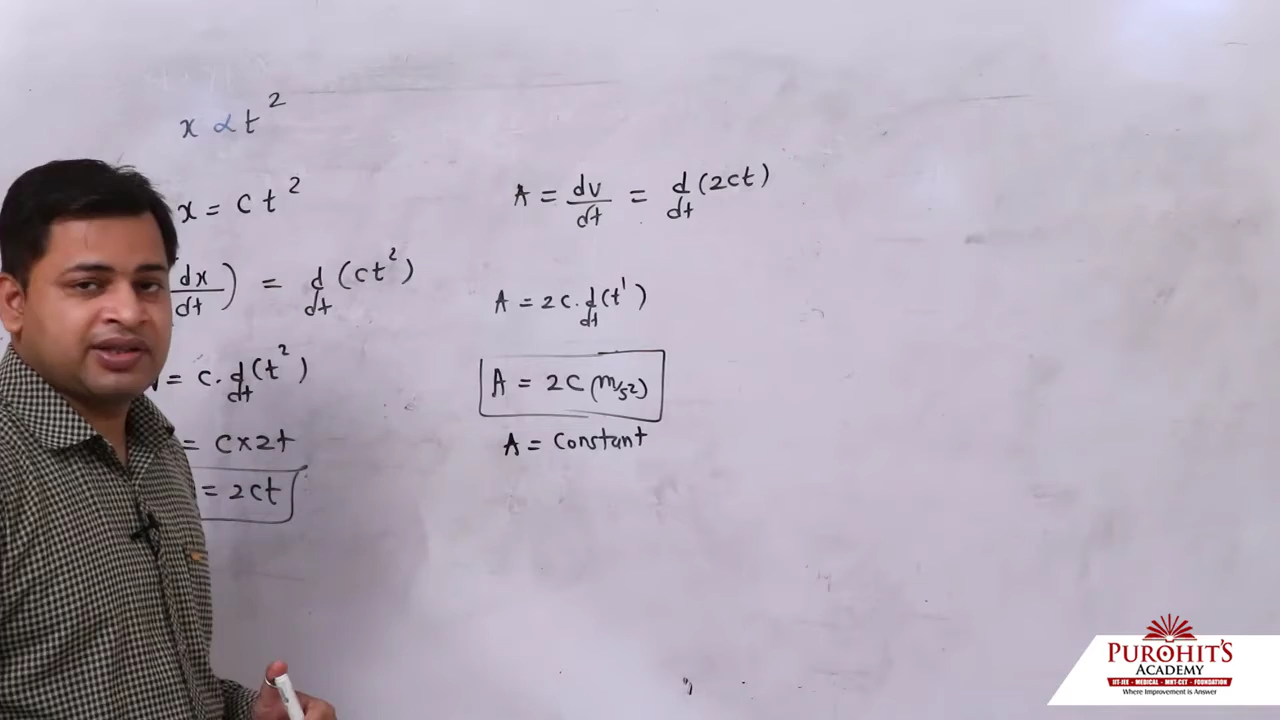 x ∝ t²
x = ct²
dx/dt) = d/dt (ct²)
= c. d/dt (t²)
= c×2t
= 2ct
A = dv/dt = d/dt (2ct)
A = 2c. d/dt (t¹)
A = 2c (m/s²)
A = Constant
PUROHIT'S
ACADEMY
IIT-JEE - MEDICAL - MHT-CET - FOUNDATION
Where Improvement is Answer